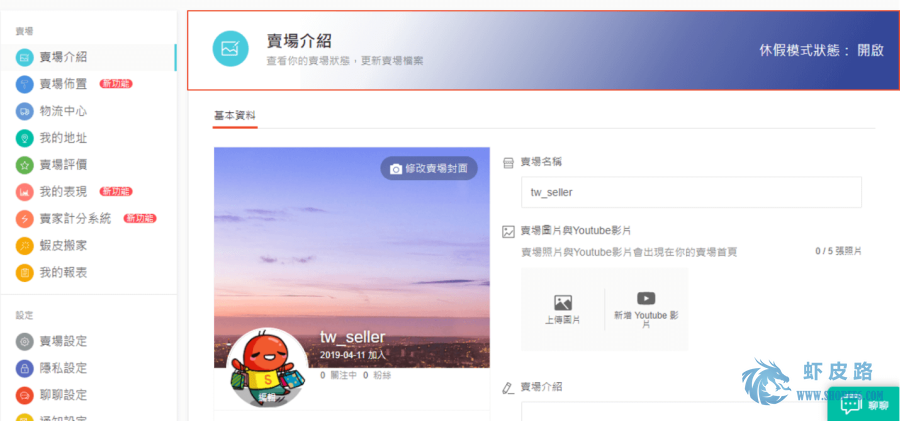 賣場
賣場介紹
賣場佈置 新功能
物流中心
我的地址
賣場評價
我的表現 新功能
賣家計分系統 新功能
蝦皮搬家
我的報表
設定
賣場設定
隱私設定
聊聊設定
通知設定
賣場介紹
查看你的賣場狀態，更新賣場檔案
休假模式狀態： 開啟
基本資料
修改賣場封面
tw_seller
2019-04-11 加入
0 關注中 0 粉絲
編輯
S
賣場名稱
tw_seller
賣場圖片與Youtube影片
賣場照片與Youtube影片會出現在你的賣場首頁
0 / 5 張照片
上傳圖片
新增 Youtube 影
片
賣場介紹
虾皮路
聊聊